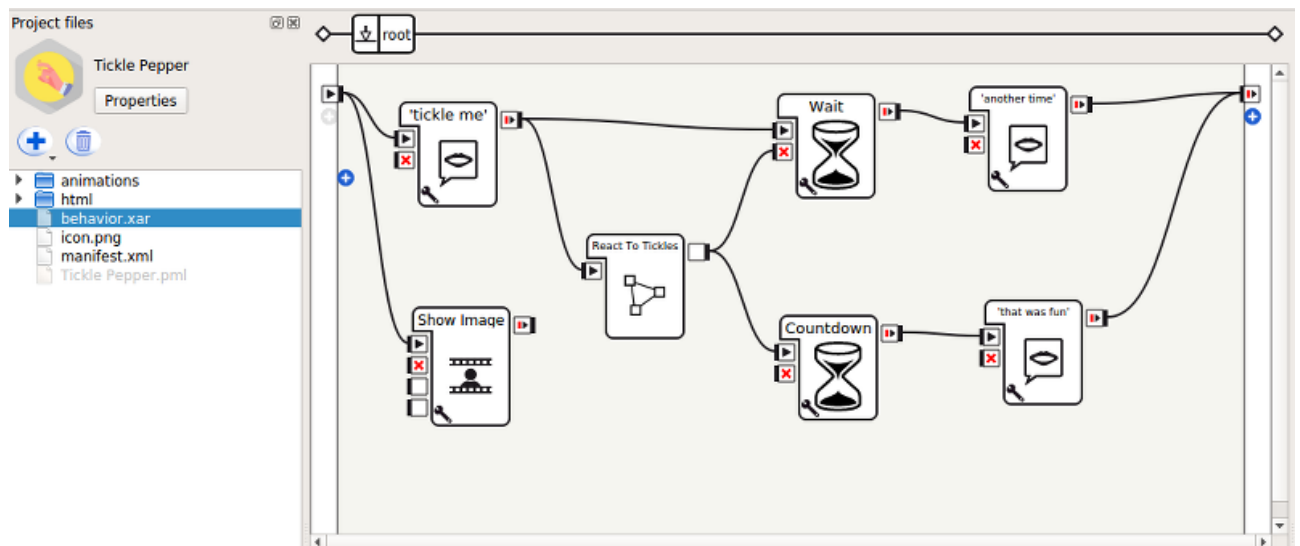 Project files
Tickle Pepper
Properties
animations
html
behavior.xar
icon.png
manifest.xml
Tickle Pepper.pml
root
'tickle me'
Wait
'another time'
React To Tickles
Show Image
Countdown
'that was fun'